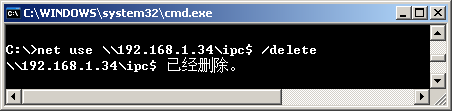 C:\WINDOWS\system32\cmd.exe
C:\>net use \\192.168.1.34\ipc$ /delete
\\192.168.1.34\ipc$ 已经删除。